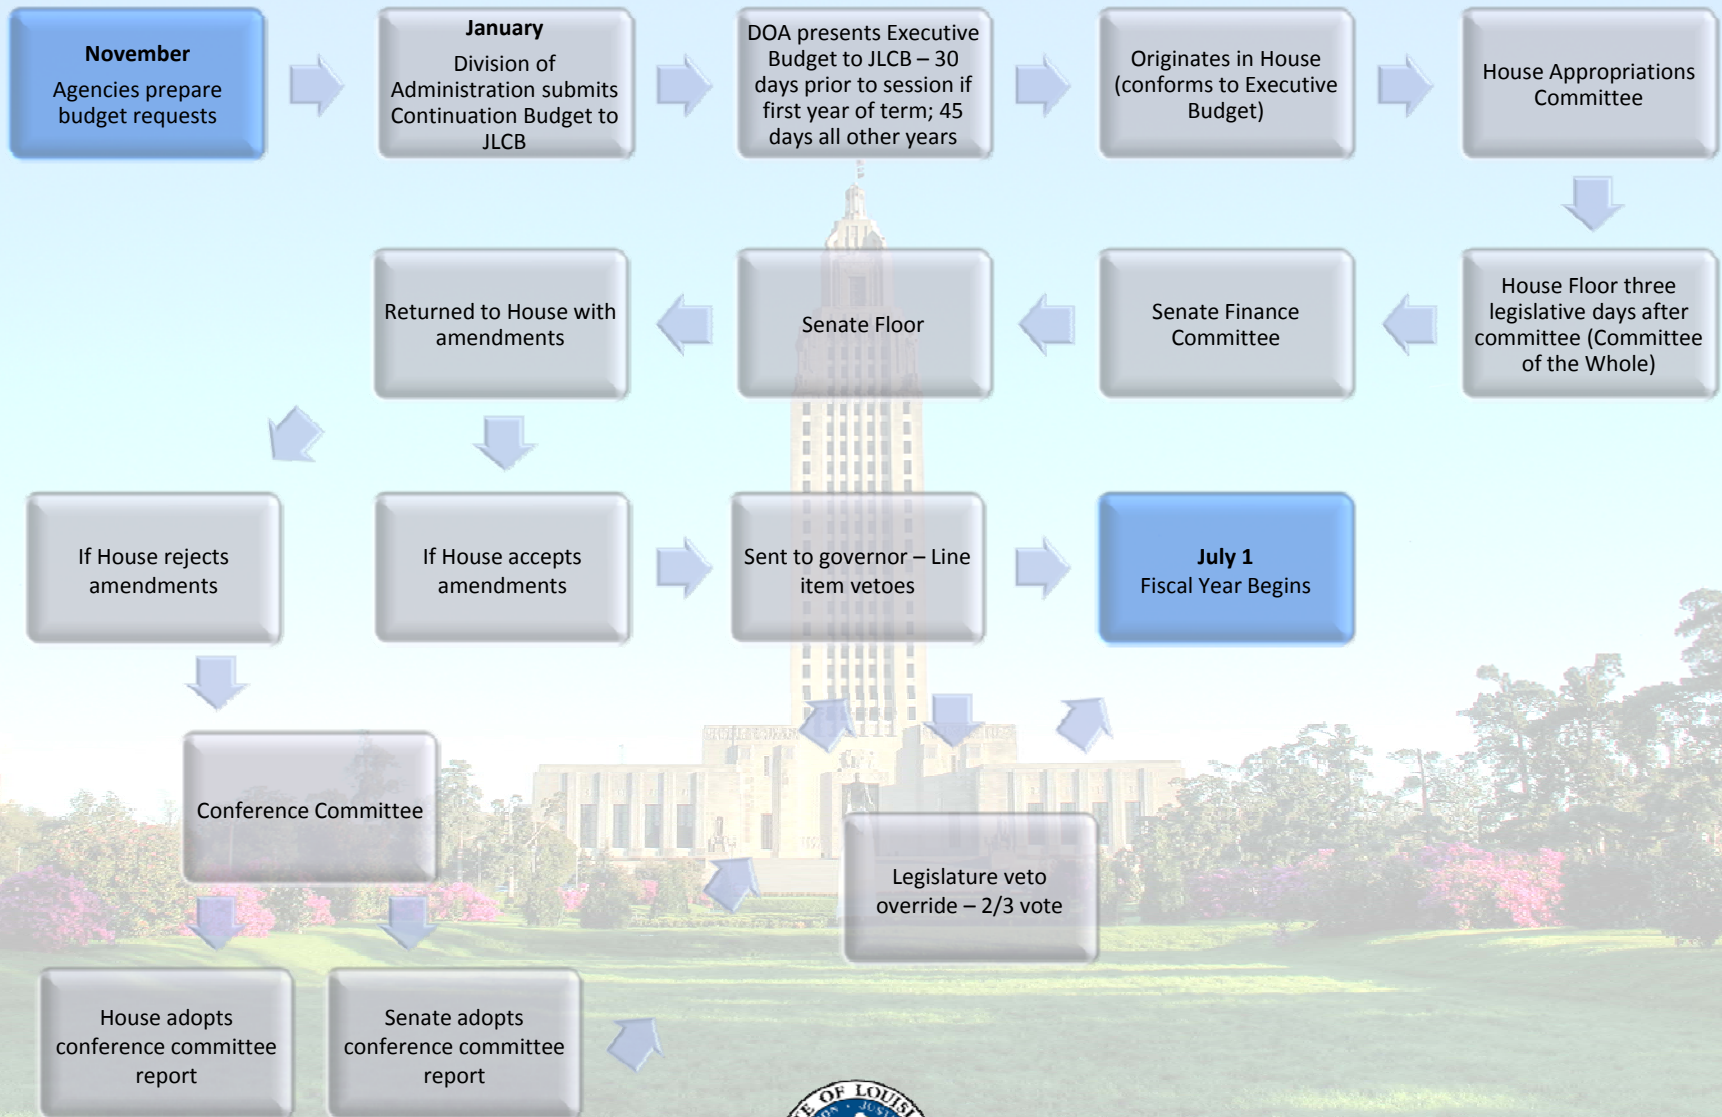 November
Agencies prepare
budget requests
January
Division of
Administration submits
Continuation Budget to
JLCB
DOA presents Executive
Budget to JLCB – 30
days prior to session if
first year of term; 45
days all other years
Originates in House
(conforms to Executive
Budget)
House Appropriations
Committee
House Floor three
legislative days after
committee (Committee
of the Whole)
Senate Finance
Committee
Senate Floor
Returned to House with
amendments
If House rejects
amendments
If House accepts
amendments
Sent to governor – Line
item vetoes
July 1
Fiscal Year Begins
Conference Committee
Legislature veto
override – 2/3 vote
House adopts
conference committee
report
Senate adopts
conference committee
report
OF